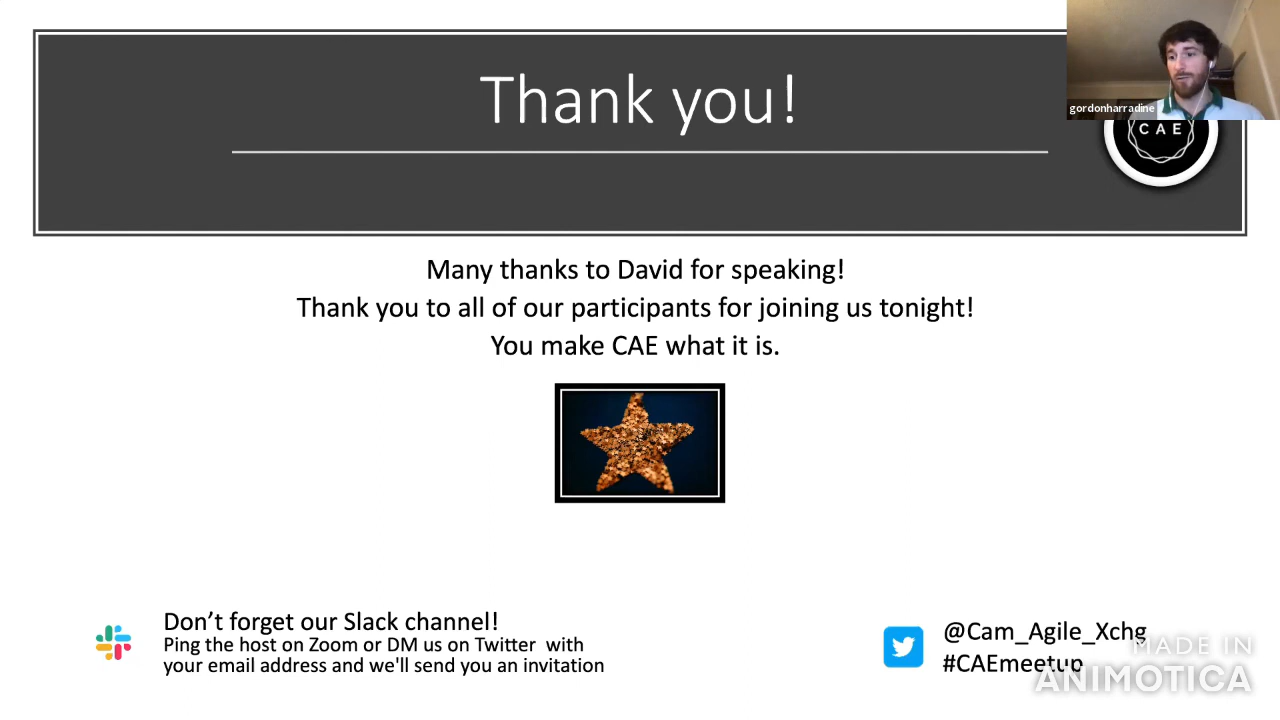 Thank you!
gordonharradine
CAE
Many thanks to David for speaking!
Thank you to all of our participants for joining us tonight!
You make CAE what it is.
Don't forget our Slack channel!
Ping the host on Zoom or DM us on Twitter with
your email address and we'll send you an invitation
@Cam_Agile_Xchg
#CAEmeetup
MADE IN
ANIMOTICA